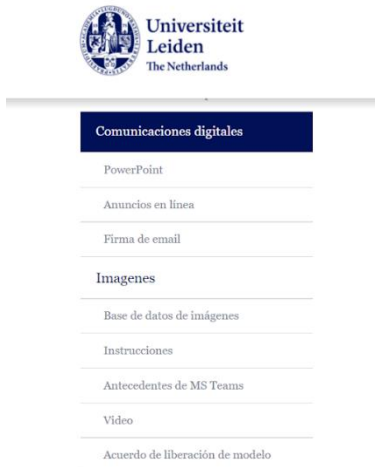 Universiteit
Leiden
The Netherlands
Comunicaciones digitales
PowerPoint
Anuncios en línea
Firma de email
Imagenes
Base de datos de imágenes
Instrucciones
Antecedentes de MS Teams
Video
Acuerdo de liberación de modelo